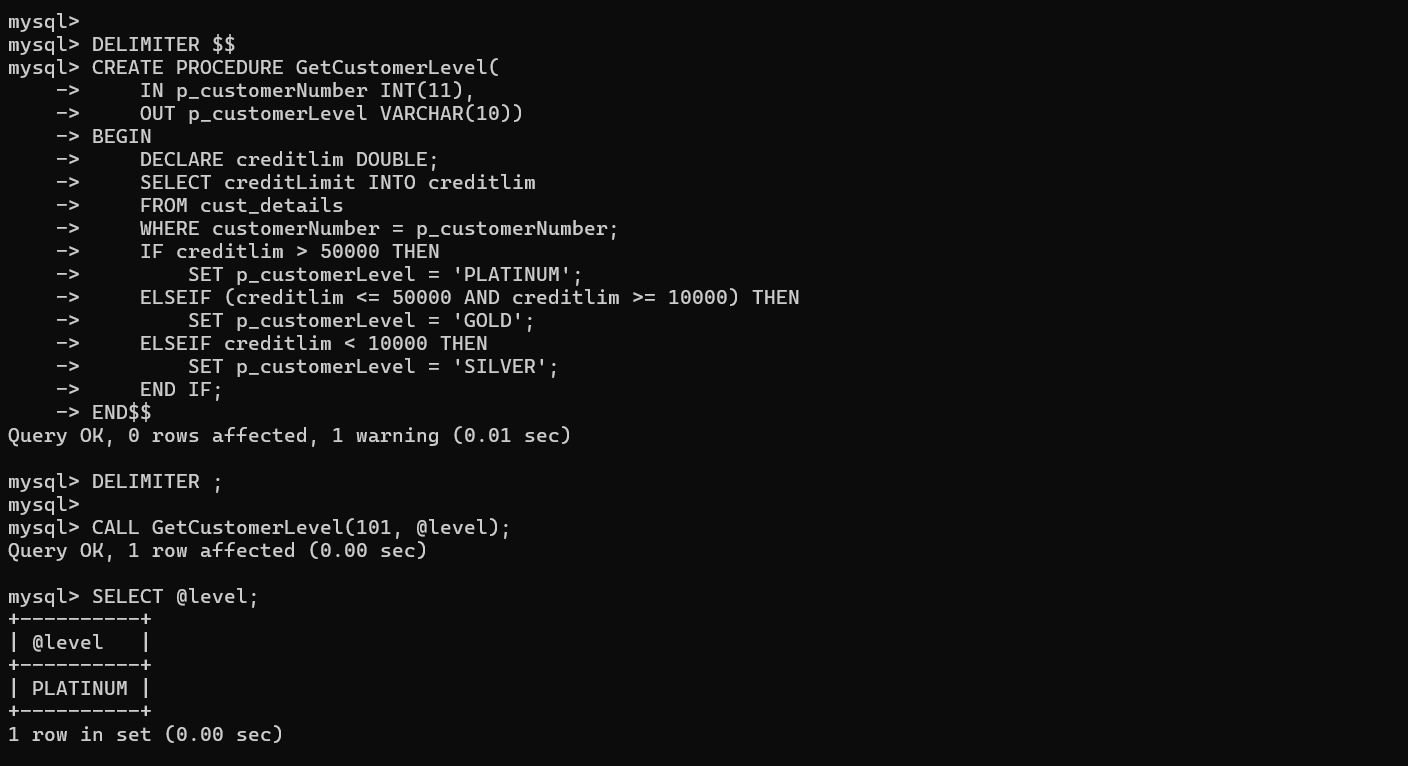 mysql>
mysql> DELIMITER $$
mysql> CREATE PROCEDURE GetCustomerLevel(
    ->     IN p_customerNumber INT(11),
    ->     OUT p_customerLevel VARCHAR(10))
    -> BEGIN
    ->     DECLARE creditlim DOUBLE;
    ->     SELECT creditLimit INTO creditlim
    ->     FROM cust_details
    ->     WHERE customerNumber = p_customerNumber;
    ->     IF creditlim > 50000 THEN
    ->         SET p_customerLevel = 'PLATINUM';
    ->     ELSEIF (creditlim <= 50000 AND creditlim >= 10000) THEN
    ->         SET p_customerLevel = 'GOLD';
    ->     ELSEIF creditlim < 10000 THEN
    ->         SET p_customerLevel = 'SILVER';
    ->     END IF;
    -> END$$
Query OK, 0 rows affected, 1 warning (0.01 sec)

mysql> DELIMITER ;
mysql>
mysql> CALL GetCustomerLevel(101, @level);
Query OK, 1 row affected (0.00 sec)

mysql> SELECT @level;
+----------+
| @level   |
+----------+
| PLATINUM |
+----------+
1 row in set (0.00 sec)